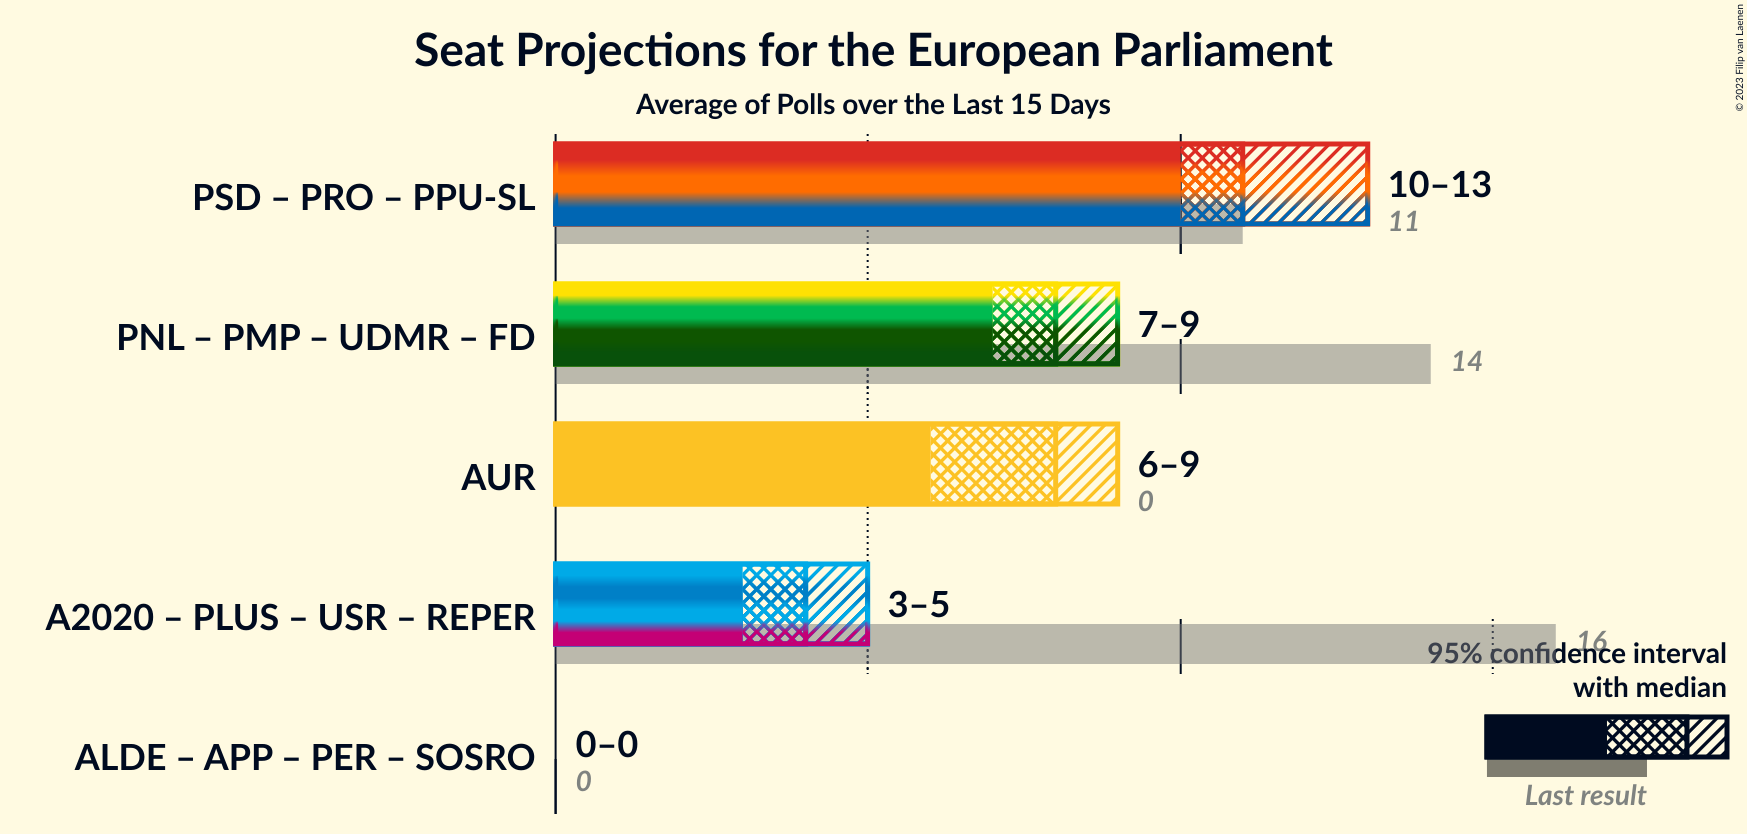 Seat Projections for the European Parliament
Average of Polls over the Last 15 Days
© 2023 Filip van Laenen
PSD – PRO – PPU-SL
10–13
11
PNL – PMP – UDMR – FD
7–9
14
AUR
6–9
0
A2020 – PLUS – USR – REPER
3–5
16
95% confidence interval
with median
ALDE – APP – PER – SOSRO
0–0
0
Last result